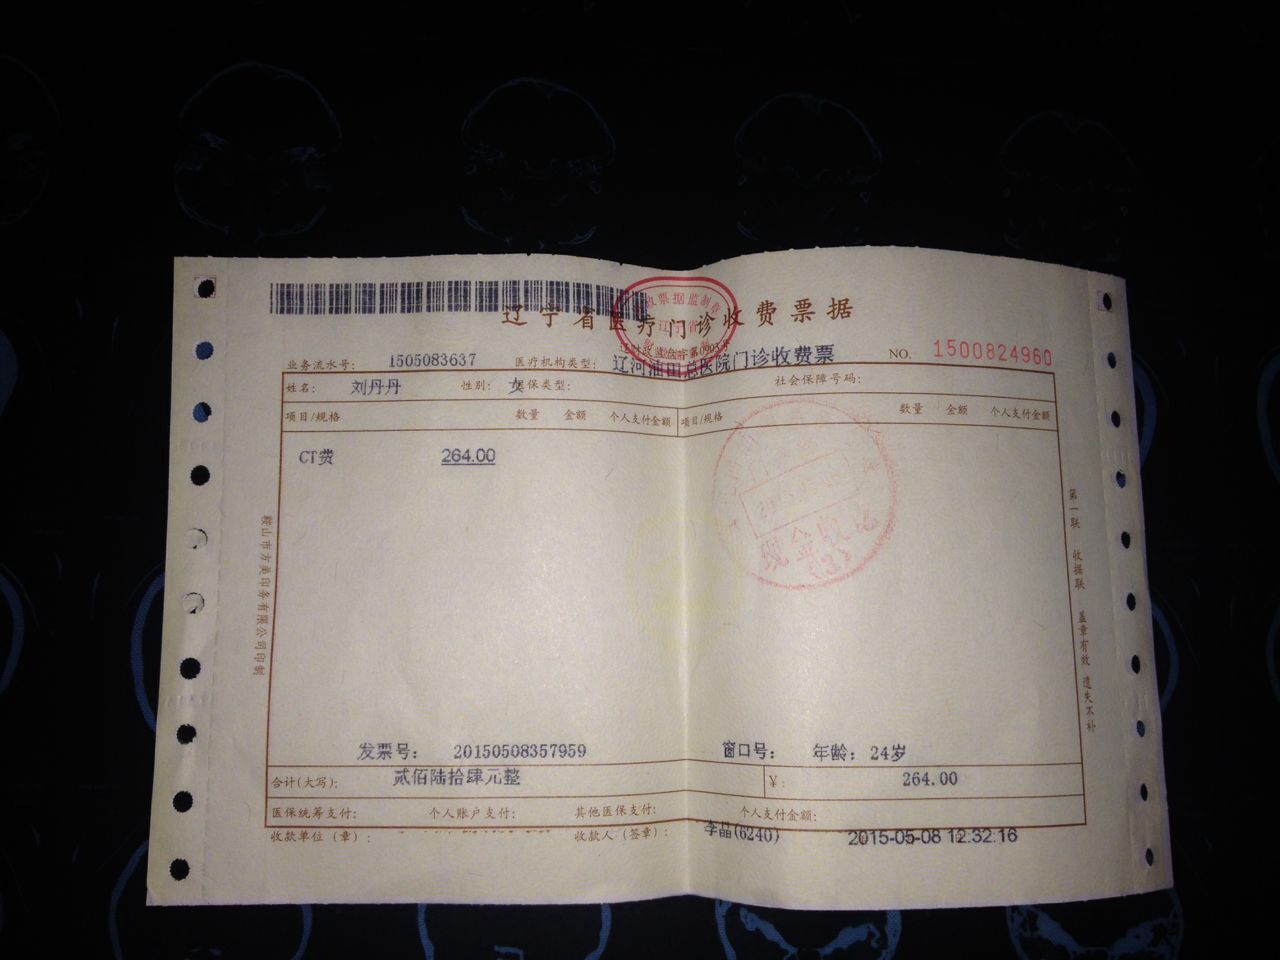 辽宁省医疗门诊收费票据
业务流水号: 1505083637 医疗机构类型: 辽河油田总医院门诊收费票 NO. 1500824960
姓名: 刘丹丹 性别: 女 医保类型: 社会保障号码:
项目/规格 数量 金额 个人支付金额 项目/规格 数量 金额 个人支付金额
CT费 264.00
现金收讫
(3)
发票号: 20150508357959 窗口号: 年龄: 24岁
合计(大写): 贰佰陆拾肆元整 ¥: 264.00
医保统筹支付: 个人账户支付: 其他医保支付: 个人支付金额:
收款单位(章): 收款人(签章): 李晶(6240) 2015-05-08 12:32:16
鞍山市方美印务有限公司印制
第一联 收据联 盖章有效 遗失不补